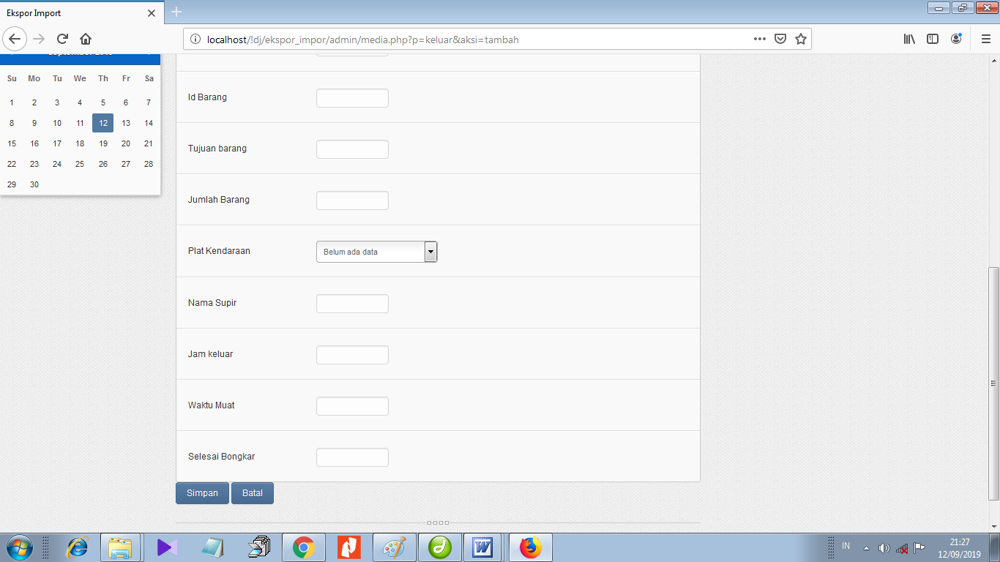 Ekspor Import
localhost/!dj/ekspor_impor/admin/media.php?p=keluar&aksi=tambah
Su Mo Tu We Th Fr Sa
1 2 3 4 5 6 7
8 9 10 11 12 13 14
15 16 17 18 19 20 21
22 23 24 25 26 27 28
29 30
Id Barang
Tujuan barang
Jumlah Barang
Plat Kendaraan
Belum ada data
Nama Supir
Jam keluar
Waktu Muat
Selesai Bongkar
Simpan Batal
IN
21:27
12/09/2019